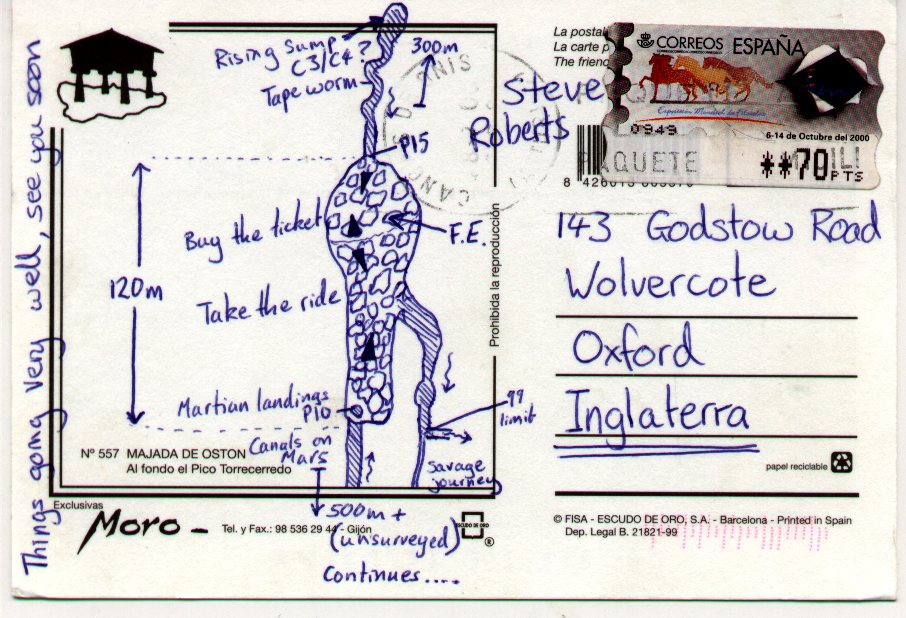 Things going very well, see you soon
Rising Sump
C3/C4?
300m
Tape worm
P15
Buy the ticket
F.E.
120m
Take the ride
Martian landings
P10
99
limit
Canals on
Mars
Savage
journey
500m +
(unsurveyed)
Continues....
Nº 557 MAJADA DE OSTON
Al fondo el Pico Torrecerredo
Exclusivas
Moro
Tel. y Fax.: 98 536 29 44 - Gijón
ESCUDO DE ORO
®
Prohibida la reproducción
La postal
La carte p
The frienc
CORREOS ESPAÑA
0949
6-14 de Octubre del 2000
PAQUETE
**70
PTS
Steve
Roberts
143 Godstow Road
Wolvercote
Oxford
Inglaterra
papel reciclable
© FISA - ESCUDO DE ORO, S.A. - Barcelona - Printed in Spain
Dep. Legal B. 21821-99